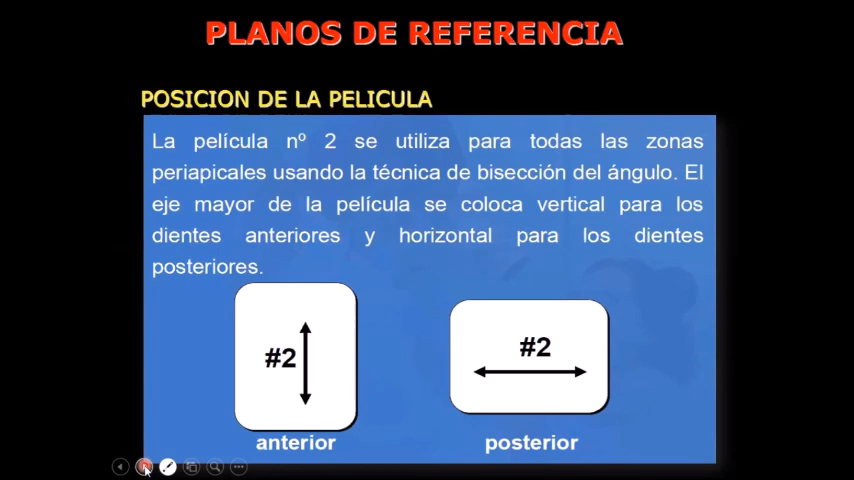 PLANOS DE REFERENCIA
POSICION DE LA PELICULA
La película nº 2 se utiliza para todas las zonas
periapicales usando la técnica de bisección del ángulo. El
eje mayor de la película se coloca vertical para los
dientes anteriores y horizontal para los dientes
posteriores.
#2
#2
anterior
posterior